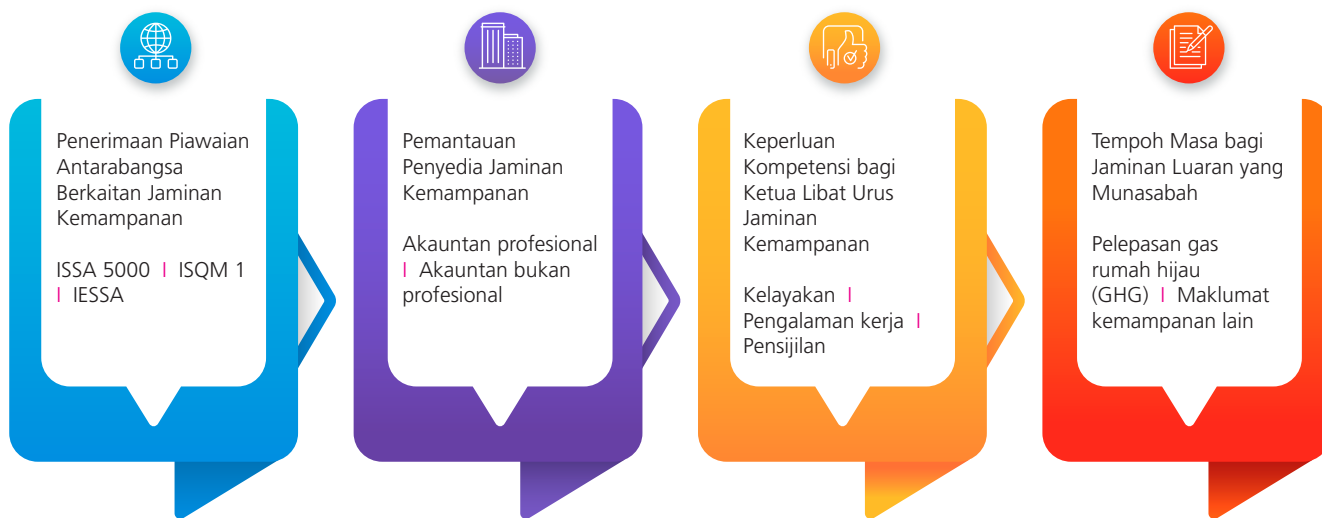 Penerimaan Piawaian
Antarabangsa
Berkaitan Jaminan
Kemampanan
ISSA 5000 I ISQM 1
I IESSA
Pemantauan
Penyedia Jaminan
Kemampanan
Akauntan profesional
I Akauntan bukan
profesional
Keperluan
Kompetensi bagi
Ketua Libat Urus
Jaminan
Kemampanan
Kelayakan I
Pengalaman kerja I
Pensijilan
Tempoh Masa bagi
Jaminan Luaran yang
Munasabah
Pelepasan gas
rumah hijau
(GHG) I Maklumat
kemampanan lain